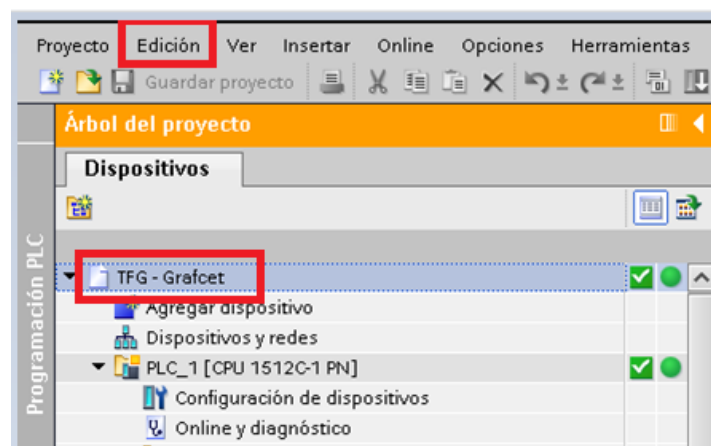 Proyecto Edición Ver Insertar Online Opciones Herramientas
Guardar proyecto
Árbol del proyecto
Dispositivos
Programación PLC
TFG - Grafcet
Agregar dispositivo
Dispositivos y redes
PLC_1 [CPU 1512C-1 PN]
Configuración de dispositivos
Online y diagnóstico